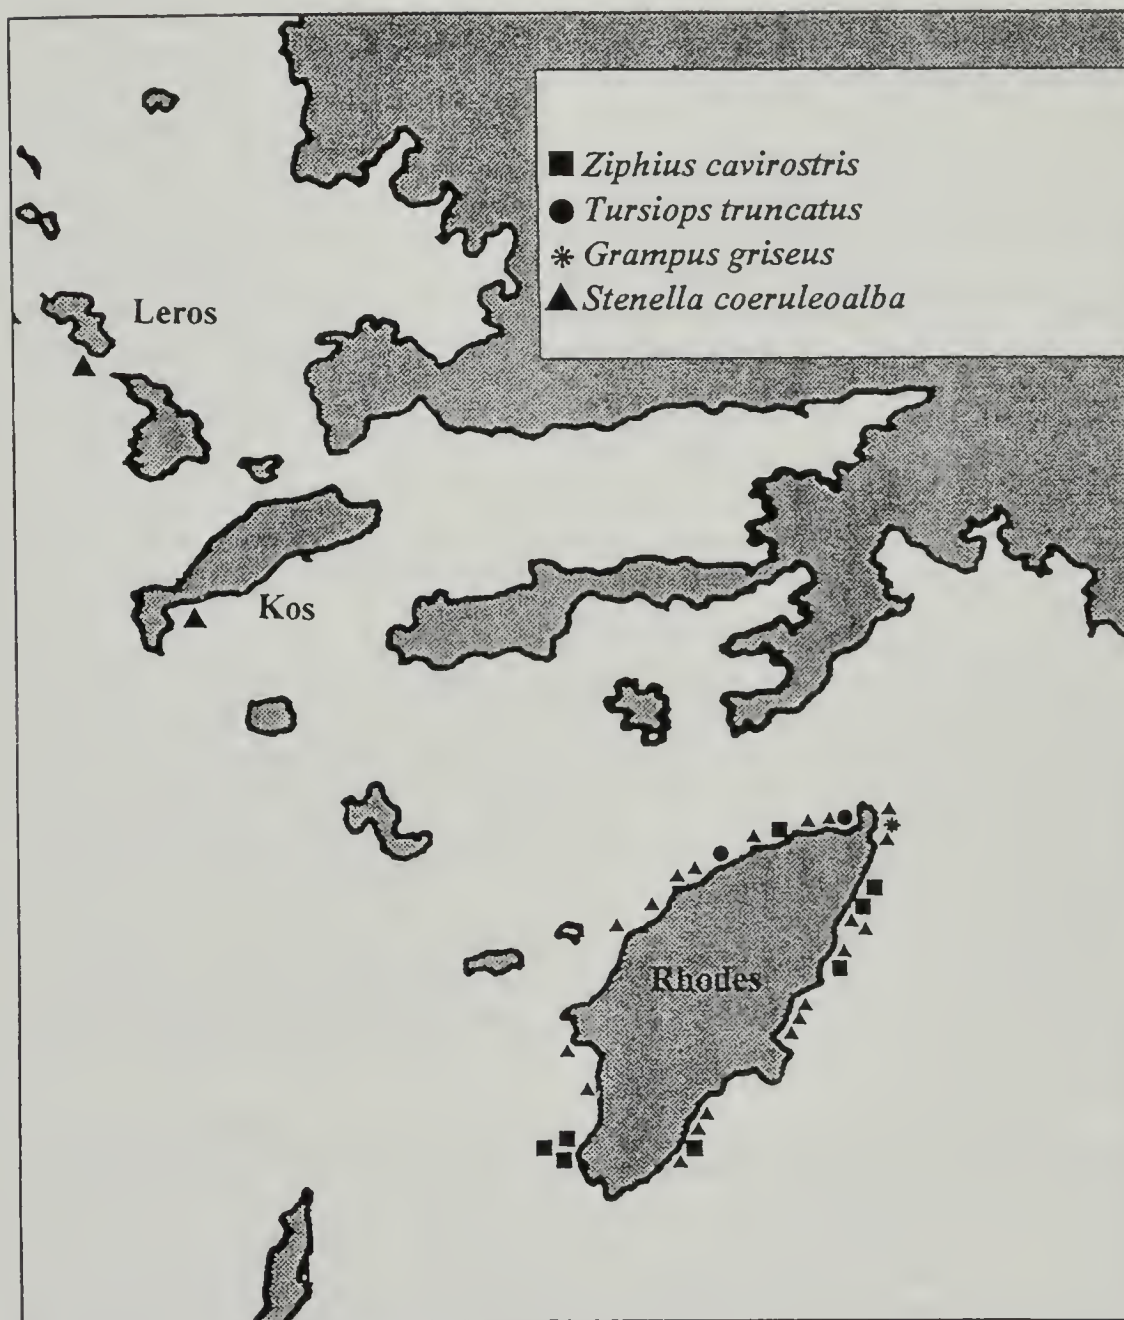 Ziphius cavirostris
Tursiops truncatus
Grampus griseus
Stenella coeruleoalba
Leros
Kos
Rhodes